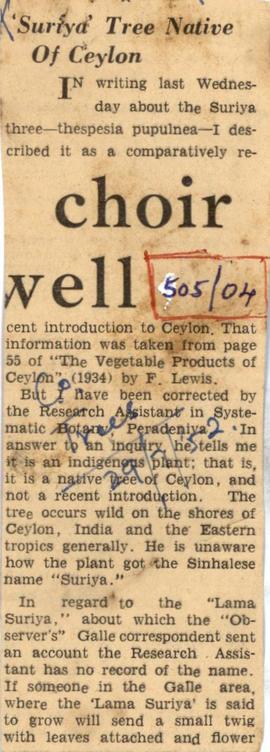 'Suriya' Tree Native
Of Ceylon
IN writing last Wednes-
day about the Suriya
three—thespesia pupulnea—I des-
cribed it as a comparatively re-
choir
well
505/04
cent introduction to Ceylon. That
information was taken from page
55 of "The Vegetable Products of
Ceylon" (1934) by F. Lewis.
But I have been corrected by
the Research Assistant in Syste-
matic Botany, Peradeniya. In
answer to an inquiry he tells me
it is an indigenous plant; that is,
it is a native tree of Ceylon, and
not a recent introduction. The
tree occurs wild on the shores of
Ceylon, India and the Eastern
tropics generally. He is unaware
how the plant got the Sinhalese
name "Suriya."
In regard to the "Lama
Suriya," about which the "Ob-
server's" Galle correspondent sent
an account the Research Assis-
tant has no record of the name.
If someone in the Galle area,
where the 'Lama Suriya' is said
to grow will send a small twig
with leaves attached and flower